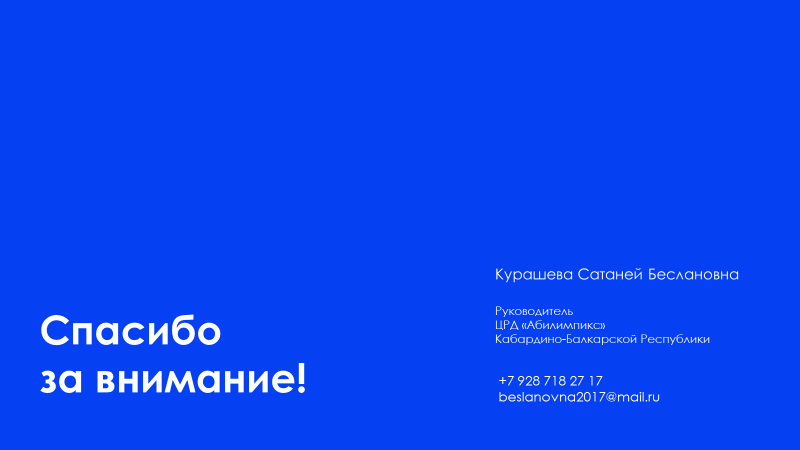 Спасибо
за внимание!
Курашева Сатаней Беслановна
Руководитель
ЦРД «Абилимпикс»
Кабардино-Балкарской Республики
+7 928 718 27 17
beslanovna2017@mail.ru